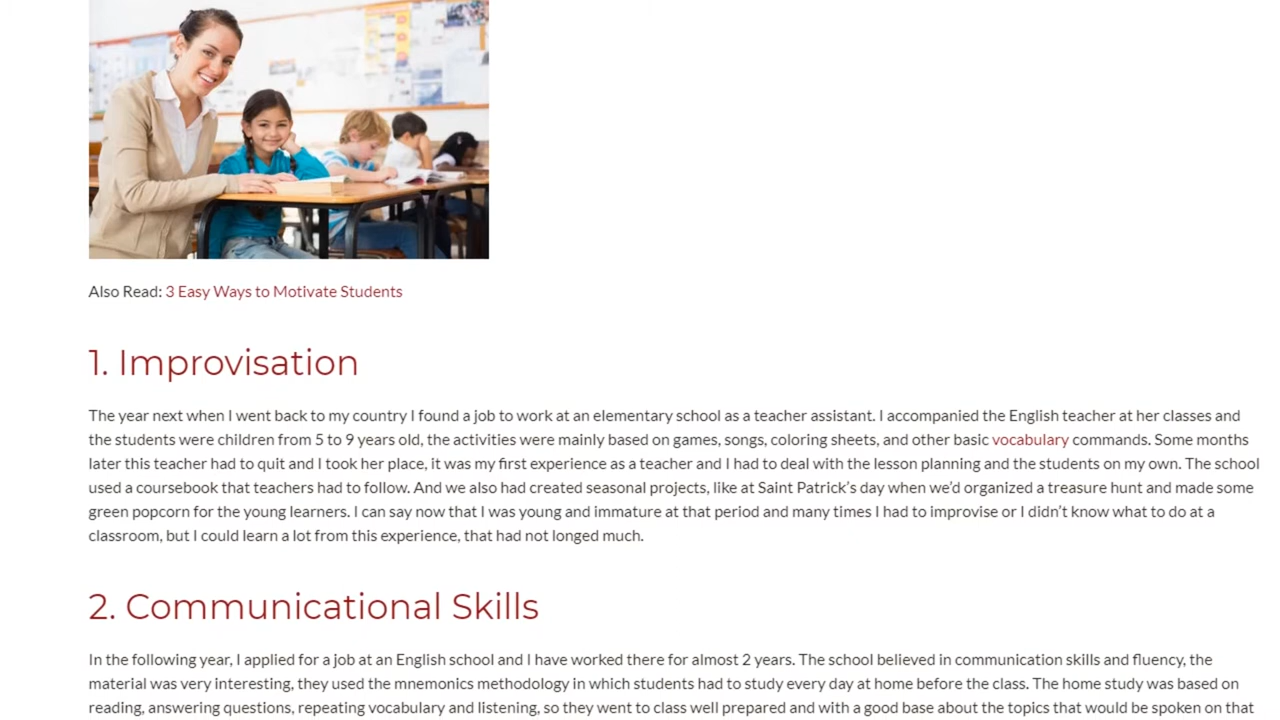 Also Read: 3 Easy Ways to Motivate Students
1. Improvisation
The year next when I went back to my country I found a job to work at an elementary school as a teacher assistant. I accompanied the English teacher at her classes and
the students were children from 5 to 9 years old, the activities were mainly based on games, songs, coloring sheets, and other basic vocabulary commands. Some months
later this teacher had to quit and I took her place, it was my first experience as a teacher and I had to deal with the lesson planning and the students on my own. The school
used a coursebook that teachers had to follow. And we also had created seasonal projects, like at Saint Patrick’s day when we’d organized a treasure hunt and made some
green popcorn for the young learners. I can say now that I was young and immature at that period and many times I had to improvise or I didn’t know what to do at a
classroom, but I could learn a lot from this experience, that had not longed much.
2. Communicational Skills
In the following year, I applied for a job at an English school and I have worked there for almost 2 years. The school believed in communication skills and fluency, the
material was very interesting, they used the mnemonics methodology in which students had to study every day at home before the class. The home study was based on
reading, answering questions, repeating vocabulary and listening, so they went to class well prepared and with a good base about the topics that would be spoken on that